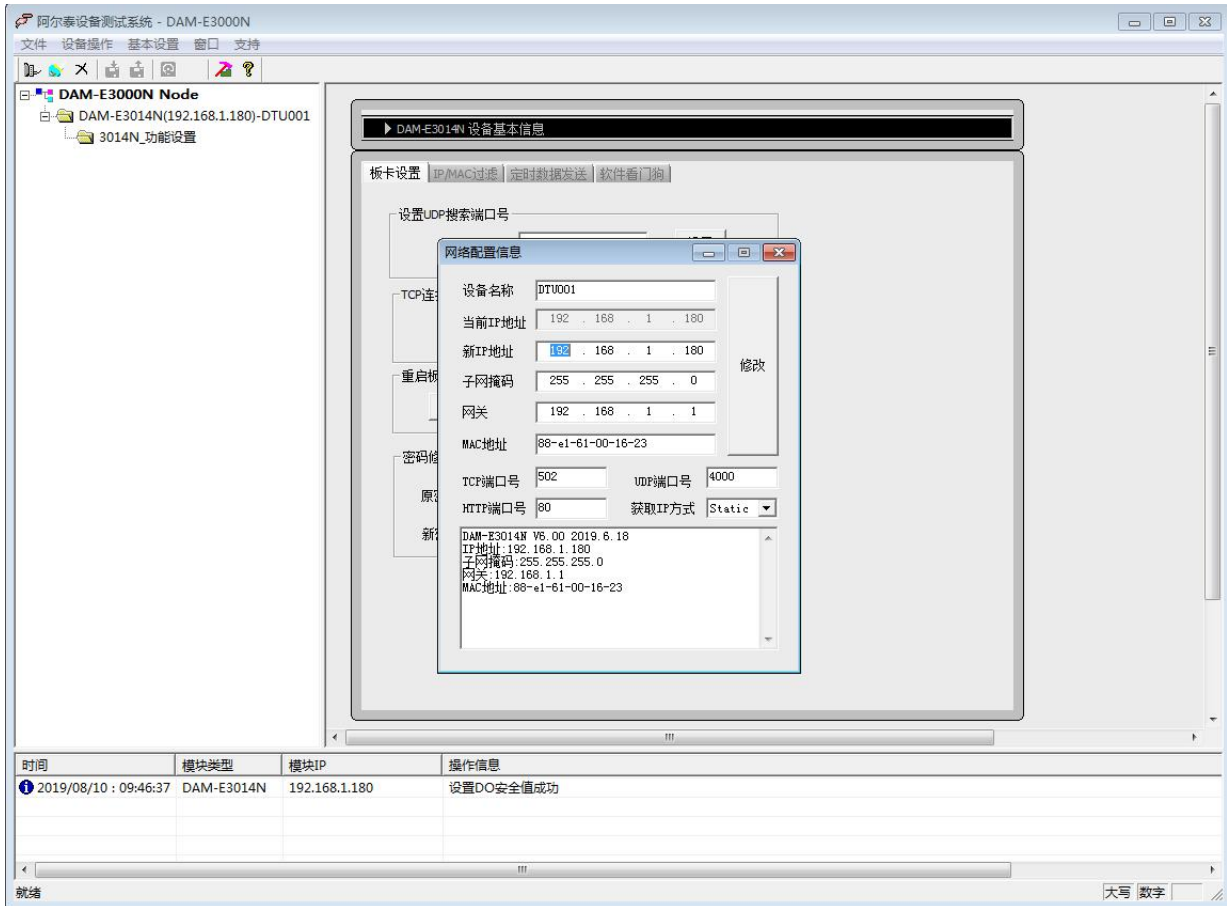 阿尔泰设备测试系统 - DAM-E3000N
文件 设备操作 基本设置 窗口 支持
DAM-E3000N Node
DAM-E3014N(192.168.1.180)-DTU001
3014N_功能设置
DAM-E3014N 设备基本信息
板卡设置 IP/MAC过滤 定时数据发送 软件看门狗
设置UDP搜索端口号
网络配置信息
TCP连
重启板
密码修
原
新
设备名称 DTU001
当前IP地址 192 . 168 . 1 . 180
新IP地址 192 . 168 . 1 . 180
子网掩码 255 . 255 . 255 . 0
网关 192 . 168 . 1 . 1
MAC地址 88-e1-61-00-16-23
修改
TCP端口号 502 UDP端口号 4000
HTTP端口号 80 获取IP方式 Static
DAM-E3014N V6.00 2019.6.18
IP地址:192.168.1.180
子网掩码:255.255.255.0
网关:192.168.1.1
MAC地址:88-e1-61-00-16-23
时间 模块类型 模块IP 操作信息
2019/08/10 : 09:46:37 DAM-E3014N 192.168.1.180 设置DO安全值成功
就绪 大写 数字